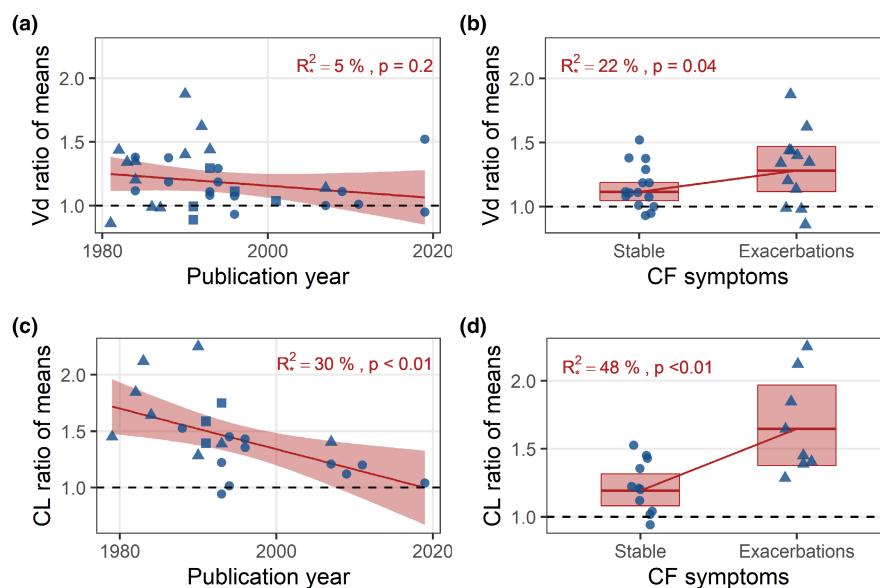 (a)
Vd ratio of means
2.0
1.5
1.0
R²* = 5 % , p = 0.2
1980
2000
2020
Publication year
(b)
Vd ratio of means
2.0
1.5
1.0
R²* = 22 % , p = 0.04
Stable
Exacerbations
CF symptoms
(c)
CL ratio of means
2.0
1.5
1.0
R²* = 30 % , p < 0.01
1980
2000
2020
Publication year
(d)
CL ratio of means
2.0
1.5
1.0
R²* = 48 % , p <0.01
Stable
Exacerbations
CF symptoms